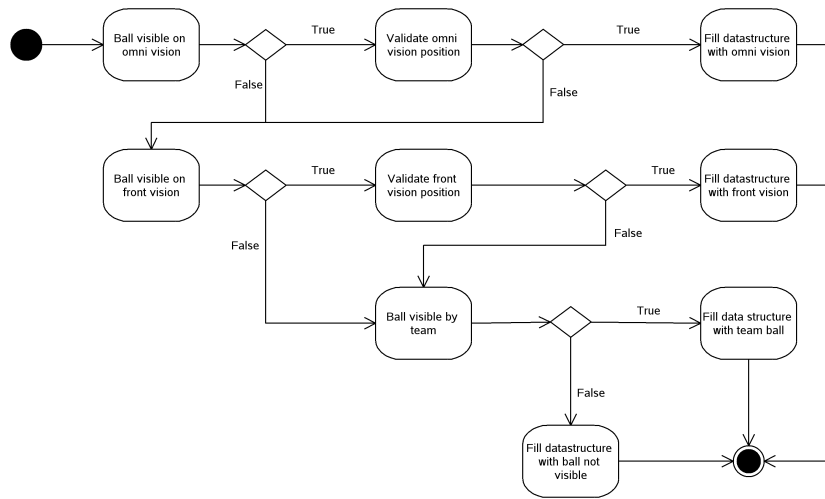 Ball visible on
omni vision
True
Validate omni
vision position
True
Fill datastructure
with omni vision
False
False
Ball visible on
front vision
True
Validate front
vision position
True
Fill datastructure
with front vision
False
False
Ball visible by
team
True
Fill data structure
with team ball
False
Fill datastructure
with ball not
visible